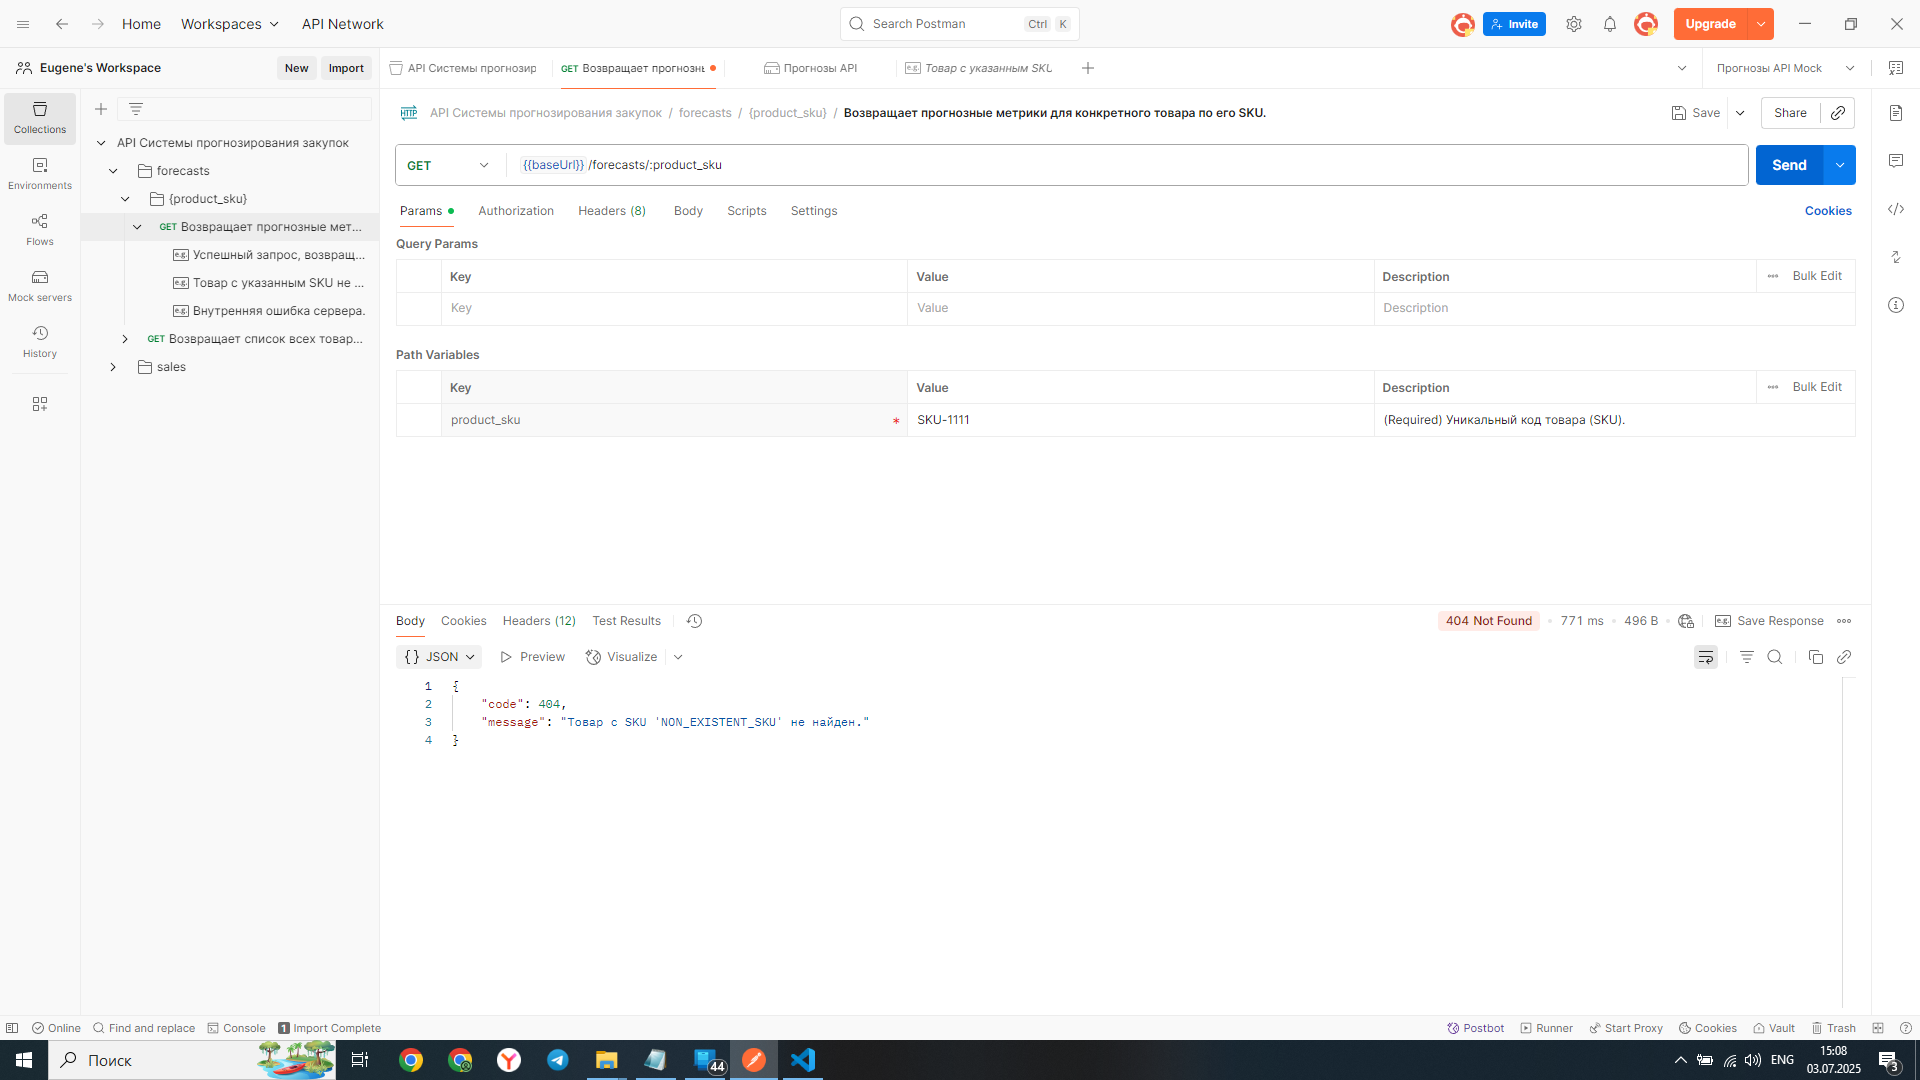 Home
Workspaces
API Network
Search Postman
Ctrl
K
Invite
Upgrade
Eugene's Workspace
New
Import
API Системы прогнозир
GET Возвращает прогнозны
Прогнозы API
e.g. Товар с указанным SKU
Прогнозы API Mock
Collections
Environments
Flows
Mock servers
History
API Системы прогнозирования закупок
forecasts
{product_sku}
GET Возвращает прогнозные мет...
e.g. Успешный запрос, возвращ...
e.g. Товар с указанным SKU не ...
e.g. Внутренняя ошибка сервера.
GET Возвращает список всех товар...
sales
HTTP API Системы прогнозирования закупок / forecasts / {product_sku} / Возвращает прогнозные метрики для конкретного товара по его SKU.
Save
Share
GET
{{baseUrl}} /forecasts/:product_sku
Send
Params
Authorization
Headers (8)
Body
Scripts
Settings
Cookies
Query Params
Key
Value
Description
Bulk Edit
Key
Value
Description
Path Variables
Key
Value
Description
Bulk Edit
product_sku *
SKU-1111
(Required) Уникальный код товара (SKU).
Body
Cookies
Headers (12)
Test Results
404 Not Found
771 ms
496 B
e.g. Save Response
{} JSON
Preview
Visualize
1 {
2 "code": 404,
3 "message": "Товар с SKU 'NON_EXISTENT_SKU' не найден."
4 }
Online
Find and replace
Console
1 Import Complete
Postbot
Runner
Start Proxy
Cookies
Vault
Trash
Поиск
44
ENG
15:08
03.07.2025
3